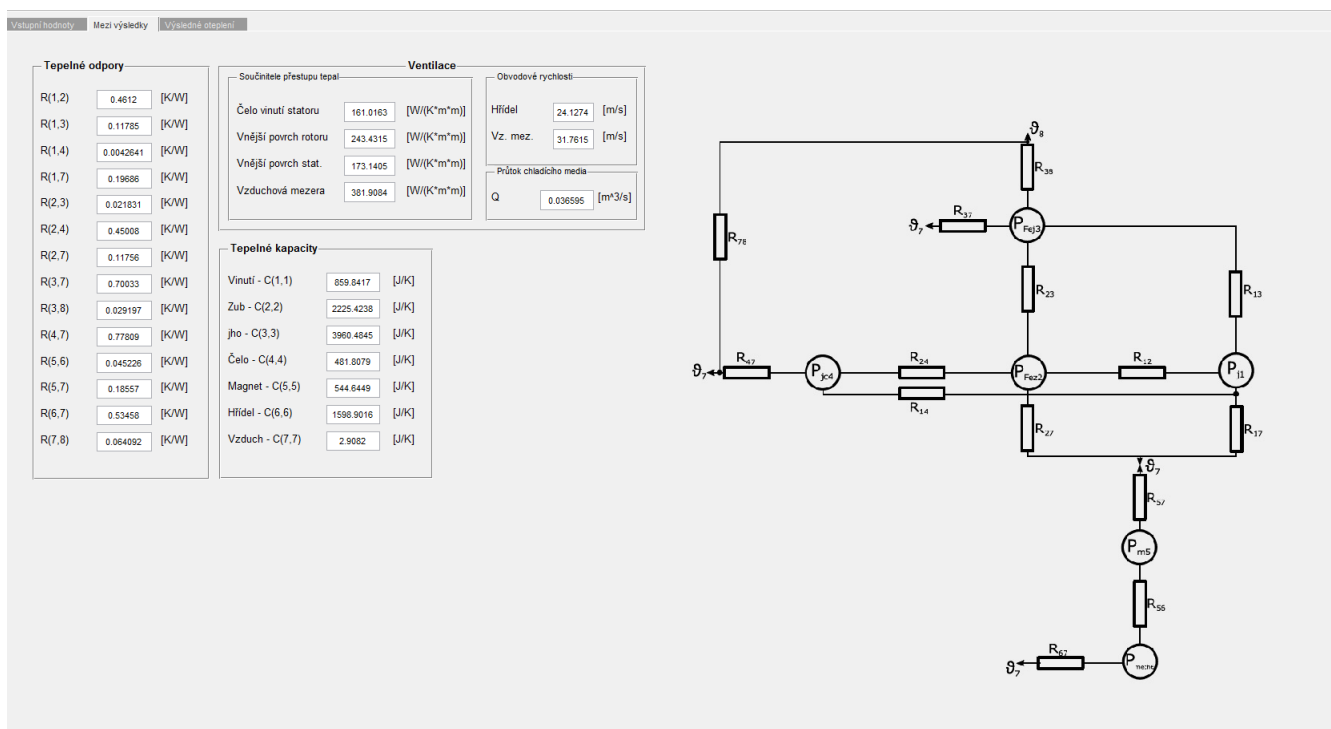 Vstupní hodnoty Mezi výsledky Výsledné oteplení
Tepelné odpory
R(1,2) 0.4612 [K/W]
R(1,3) 0.11785 [K/W]
R(1,4) 0.0042641 [K/W]
R(1,7) 0.19686 [K/W]
R(2,3) 0.021831 [K/W]
R(2,4) 0.45008 [K/W]
R(2,7) 0.11756 [K/W]
R(3,7) 0.70033 [K/W]
R(3,8) 0.029197 [K/W]
R(4,7) 0.77809 [K/W]
R(5,6) 0.045226 [K/W]
R(5,7) 0.18557 [K/W]
R(6,7) 0.53458 [K/W]
R(7,8) 0.064092 [K/W]
Ventilace
Součinitele přestupu tepal
Čelo vinutí statoru 161.0163 [W/(K*m*m)]
Vnější povrch rotoru 243.4315 [W/(K*m*m)]
Vnější povrch stat. 173.1405 [W/(K*m*m)]
Vzduchová mezera 381.9084 [W/(K*m*m)]
Obvodové rychlosti
Hřídel 24.1274 [m/s]
Vz. mez. 31.7615 [m/s]
Průtok chladícího media
Q 0.036595 [m^3/s]
Tepelné kapacity
Vinutí - C(1,1) 859.8417 [J/K]
Zub - C(2,2) 2225.4238 [J/K]
jho - C(3,3) 3960.4845 [J/K]
Čelo - C(4,4) 481.8079 [J/K]
Magnet - C(5,5) 544.6449 [J/K]
Hřídel - C(6,6) 1598.9016 [J/K]
Vzduch - C(7,7) 2.9082 [J/K]
ϑ8
R38
ϑ7 R37 PFej3
R78
R23 R13
ϑ7 R47 Pjc4 R24 PFez2 R12 Pj1
R14
R27 R17
ϑ7
R57
Pm5
R56
ϑ7 R67